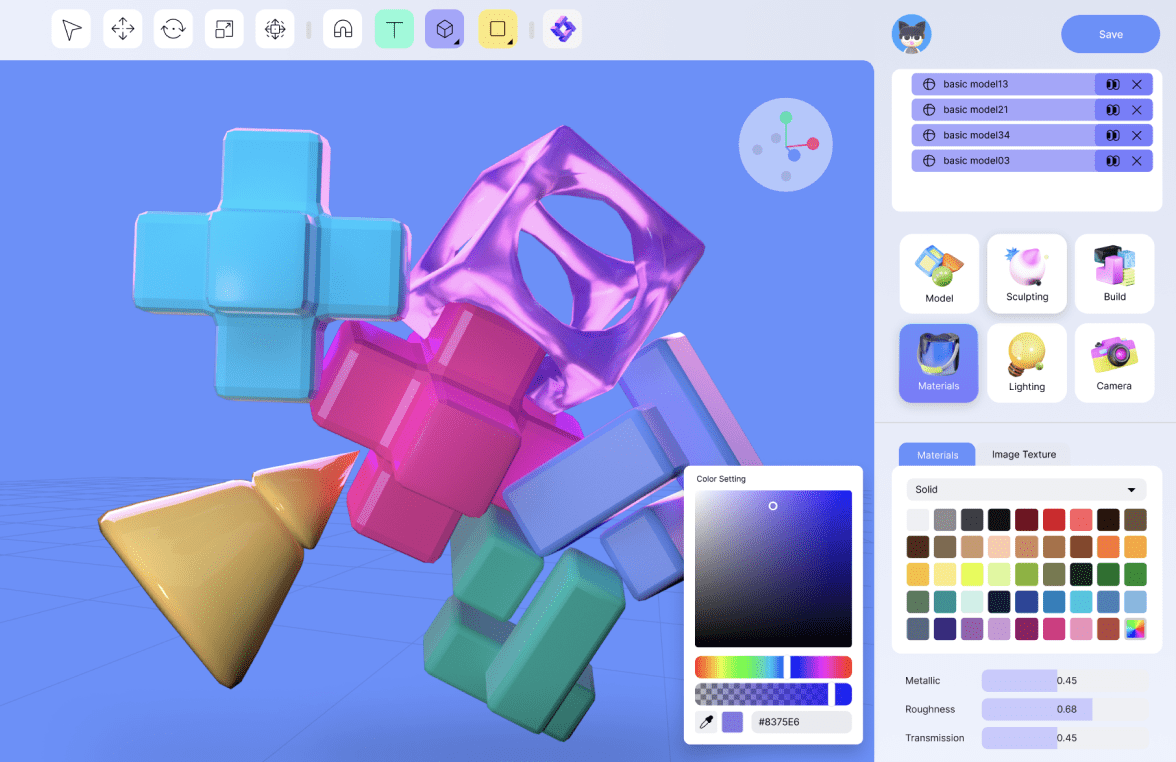 T
Save
basic model13
basic model21
basic model34
basic model03
Model
Sculpting
Build
Materials
Lighting
Camera
Materials
Image Texture
Solid
Color Setting
#8375E6
Metallic
0.45
Roughness
0.68
Transmission
0.45